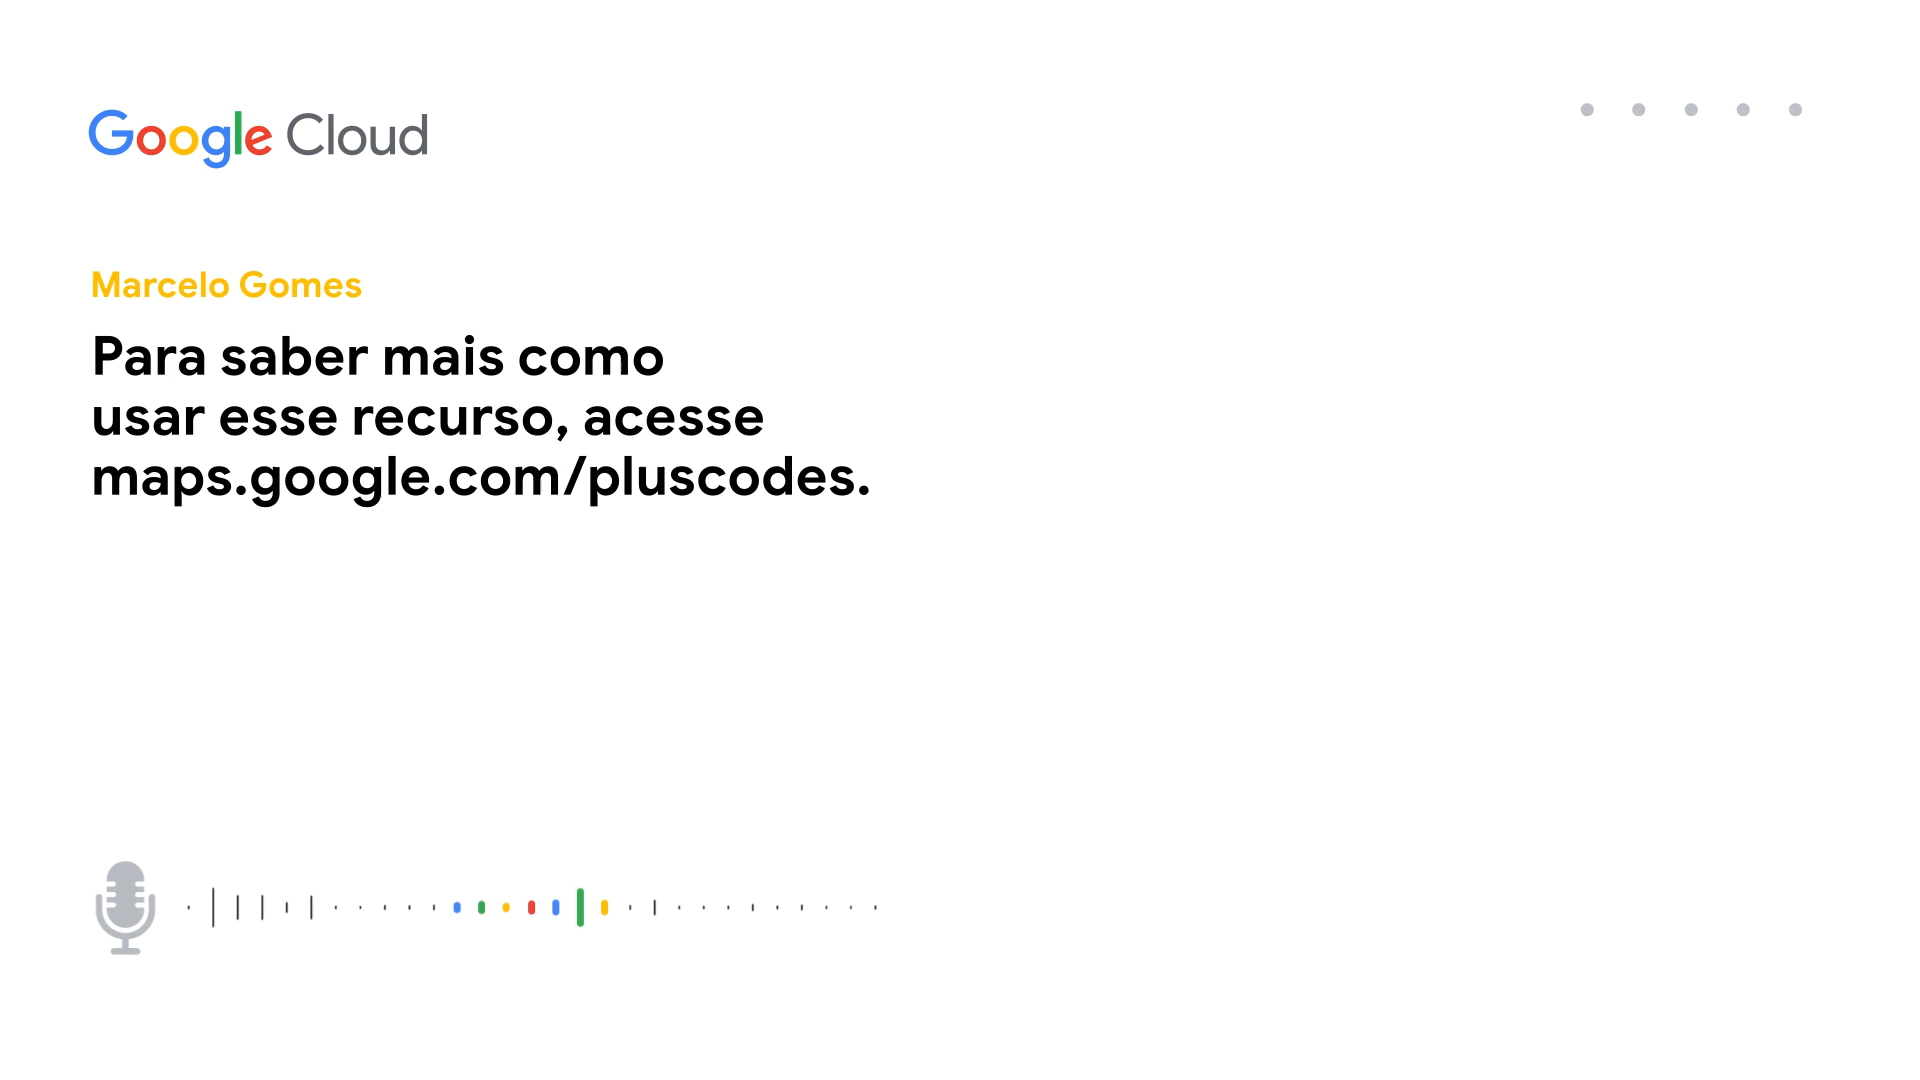 Google Cloud
Marcelo Gomes
Para saber mais como
usar esse recurso, acesse
maps.google.com/pluscodes.